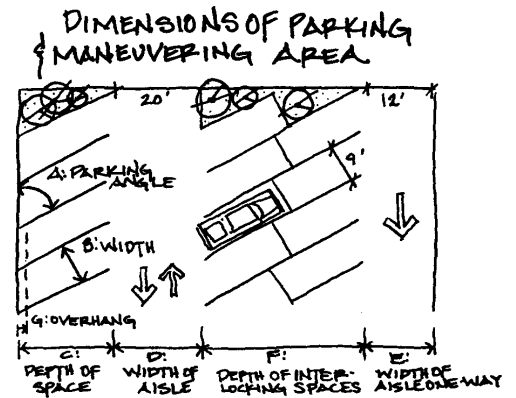 DIMENSIONS OF PARKING
& MANEUVERING AREA
20'
12'
9'
A: PARKING
ANGLE
B: WIDTH
G: OVERHANG
C:
DEPTH OF
SPACE
D:
WIDTH OF
AISLE
F:
DEPTH OF INTER-
LOCKING SPACES
E:
WIDTH OF
AISLE ONE-WAY